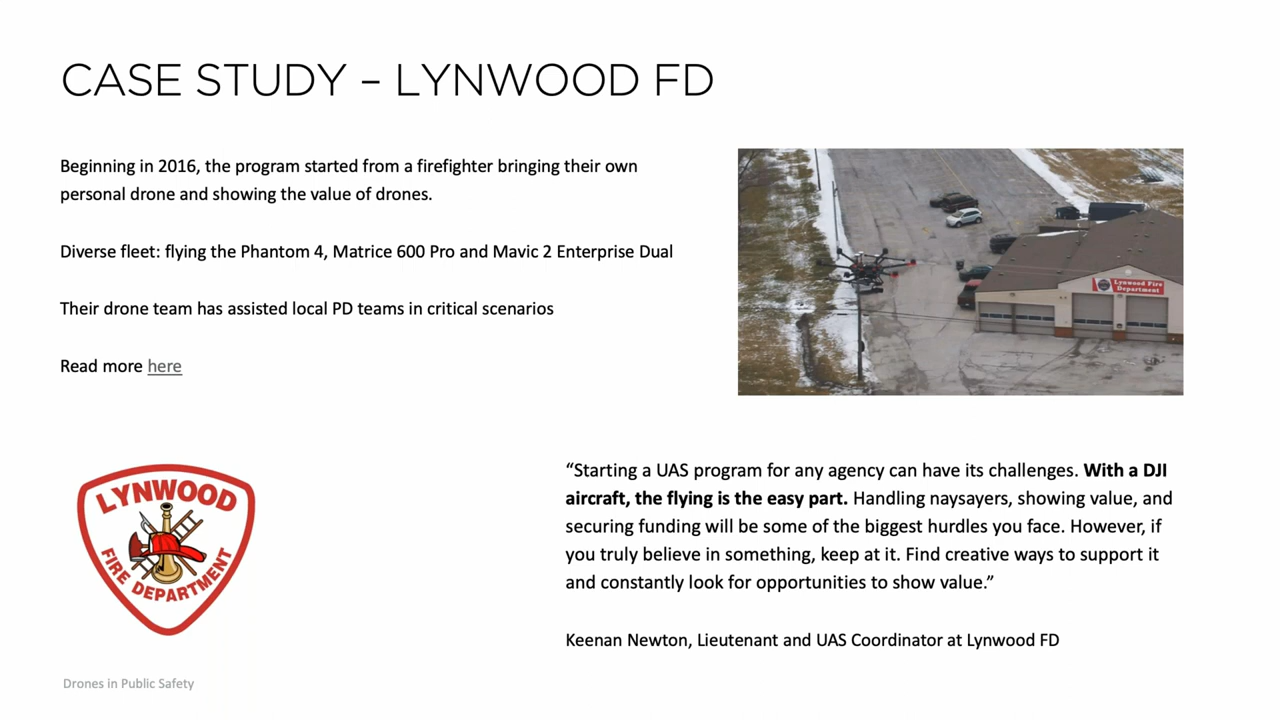 CASE STUDY – LYNWOOD FD
Beginning in 2016, the program started from a firefighter bringing their own
personal drone and showing the value of drones.
Diverse fleet: flying the Phantom 4, Matrice 600 Pro and Mavic 2 Enterprise Dual
Their drone team has assisted local PD teams in critical scenarios
Read more here
Lynwood Fire
Department
LYNWOOD
FIRE DEPARTMENT
“Starting a UAS program for any agency can have its challenges. With a DJI
aircraft, the flying is the easy part. Handling naysayers, showing value, and
securing funding will be some of the biggest hurdles you face. However, if
you truly believe in something, keep at it. Find creative ways to support it
and constantly look for opportunities to show value.”
Keenan Newton, Lieutenant and UAS Coordinator at Lynwood FD
Drones in Public Safety